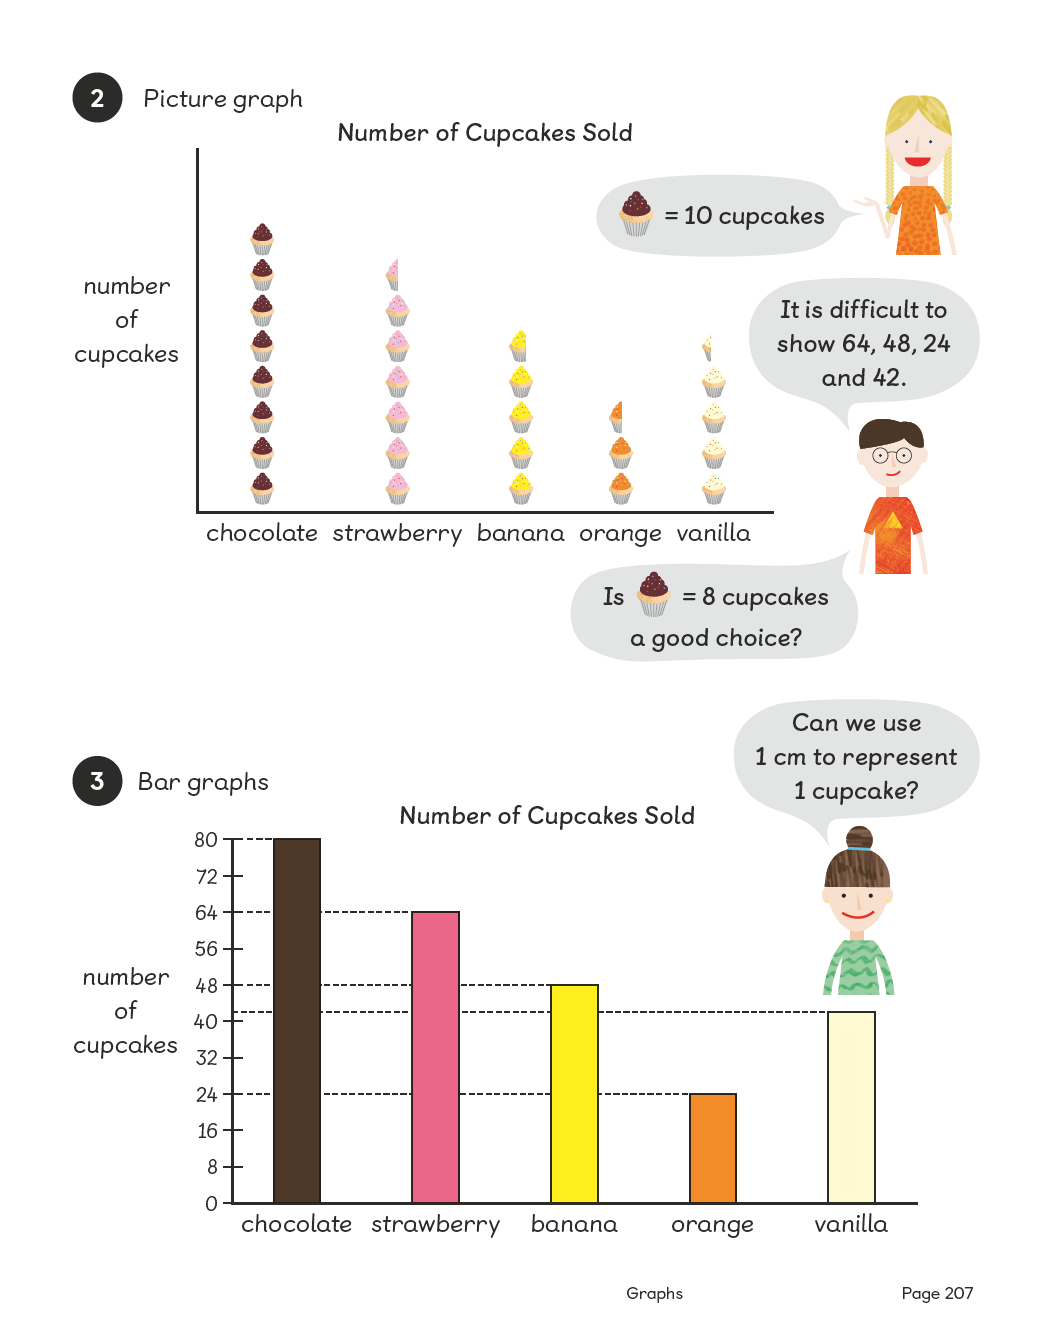 2 Picture graph
Number of Cupcakes Sold
= 10 cupcakes
It is difficult to
show 64, 48, 24
and 42.
number
of
cupcakes
chocolate strawberry banana orange vanilla
Is = 8 cupcakes
a good choice?
Can we use
1 cm to represent
1 cupcake?
3 Bar graphs
Number of Cupcakes Sold
80
72
64
56
48
40
32
24
16
8
0
number
of
cupcakes
chocolate strawberry banana orange vanilla
Graphs Page 207